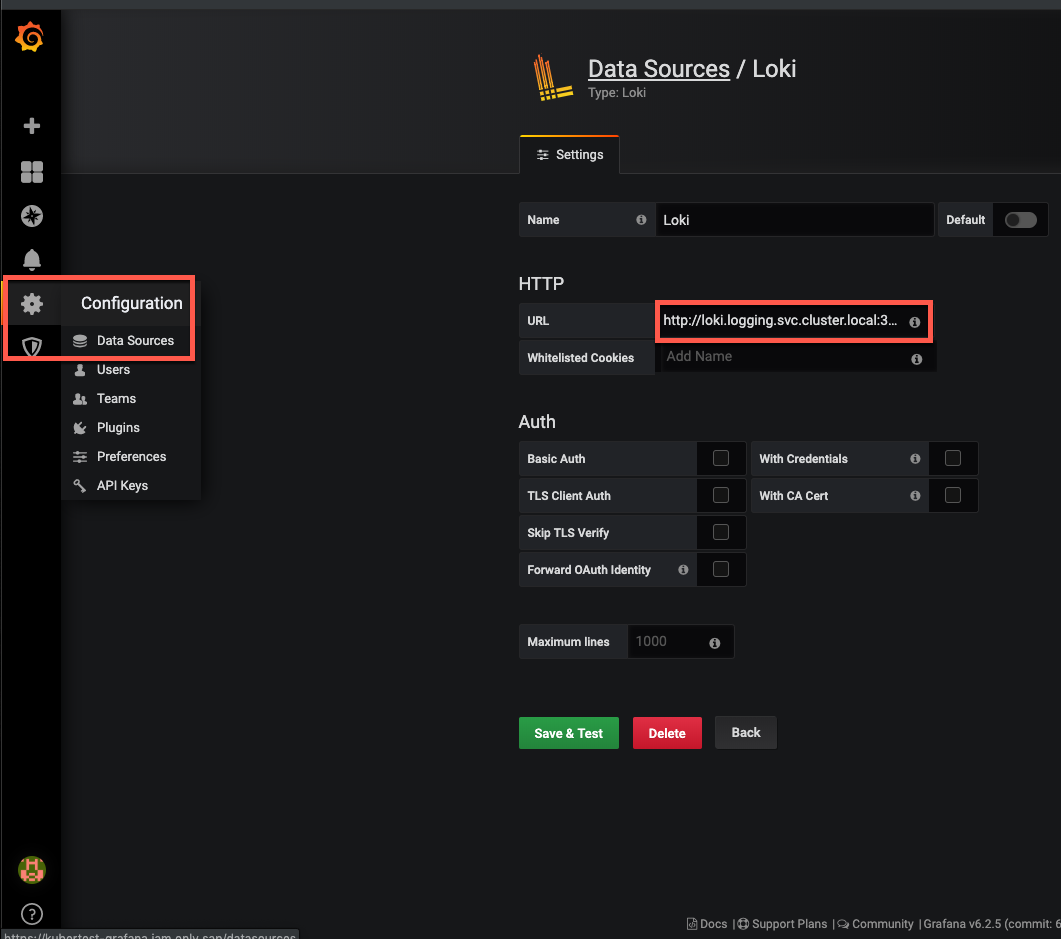 Data Sources / Loki
Type: Loki
Settings
Name
Loki
Default
HTTP
URL
http://loki.logging.svc.cluster.local:3...
Whitelisted Cookies
Add Name
Auth
Basic Auth
With Credentials
TLS Client Auth
With CA Cert
Skip TLS Verify
Forward OAuth Identity
Maximum lines
1000
Save & Test
Delete
Back
Configuration
Data Sources
Users
Teams
Plugins
Preferences
API Keys
?
Docs | Support Plans | Community | Grafana v6.2.5 (commit: 6
https://kubertest-grafana.jam.only.sap/datasources